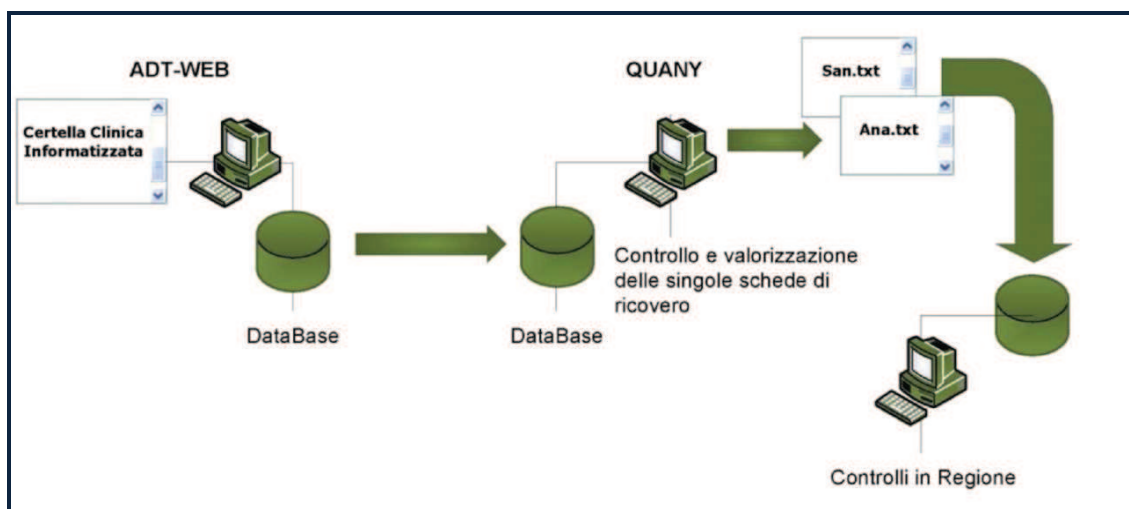 ADT-WEB
Certella Clinica
Informatizzata
DataBase
QUANY
DataBase
Controllo e valorizzazione
delle singole schede di
ricovero
San.txt
Ana.txt
Controlli in Regione